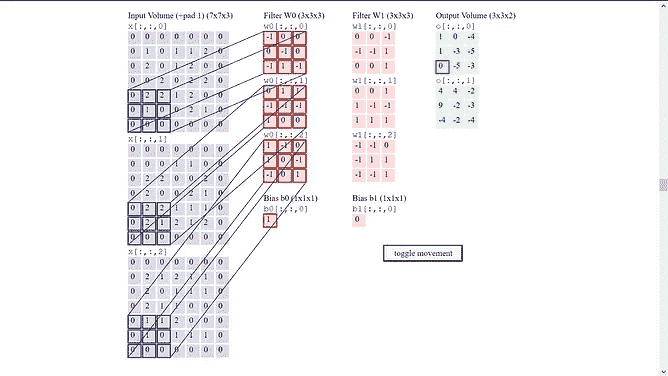 Input Volume (+pad 1) (7x7x3)
x[:,:,0]
0 0 0 0 0 0 0
0 1 0 1 1 2 0
0 2 0 1 2 0 0
0 0 2 0 2 2 0
0 2 2 1 2 0 0
0 1 0 0 2 1 0
0 0 0 0 0 0 0
x[:,:,1]
0 0 0 0 0 0 0
0 0 0 1 1 0 0
0 2 0 0 0 0
0 2 0 0 2 0
0 2 2 1 1 1 0
0 2 1 2 1 2 0
0 0 0 0 0 0 0
x[:,:,2]
0 0 0 0 0 0 0
0 2 1 2 1 1 0
0 2 0 1 1 1 0
0 2 1 1 0 0 0
0 1 1 2 0 0 0
0 1 0 1 1 1 0
0 0 0 0 0 0 0
Filter W0 (3x3x3)
w0[:,:,0]
-1 0 0
0 -1 0
-1 1 -1
w0[:,:,1]
0 1 1
-1 -1
1 0 0
w0[:,:,2]
1 -1 0
1 0 -1
-1 0 1
Bias b0 (1x1x1)
b0[:,:,0]
1
Filter W1 (3x3x3)
w1[:,:,0]
0 0 -1
-1 -1 1
0 0 1
w1[:,:,1]
0 0 1
1 -1 -1
1 1 1
w1[:,:,2]
-1 -1 0
-1 1 1
-1 1 1
Bias b1 (1x1x1)
b1[:,:,0]
0
Output Volume (3x3x2)
o[:,:,0]
1 0 -4
1 -3 -5
0 -5 -3
o[:,:,1]
4 4 -2
9 -2 -3
-4 -2 -4
toggle movement